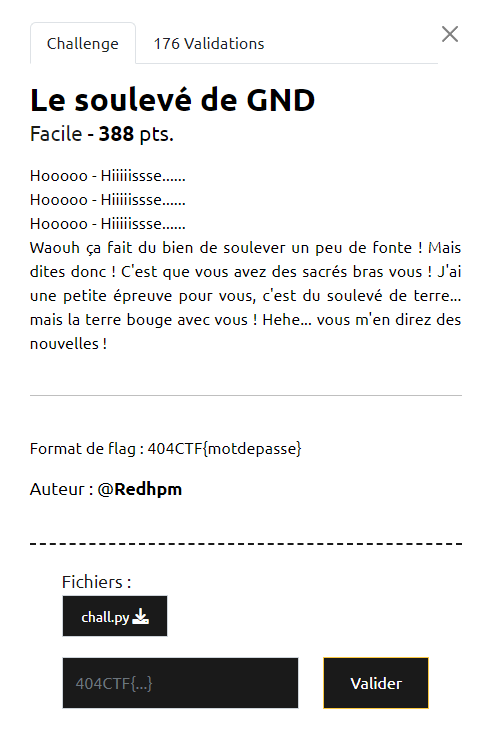 Challenge
176 Validations
Le soulevé de GND
Facile - 388 pts.
Hooooo - Hiiiiissse......
Hooooo - Hiiiiissse......
Hooooo - Hiiiiissse......
Waouh ça fait du bien de soulever un peu de fonte ! Mais
dites donc ! C'est que vous avez des sacrés bras vous ! J'ai
une petite épreuve pour vous, c'est du soulevé de terre...
mais la terre bouge avec vous ! Hehe... vous m'en direz des
nouvelles !
Format de flag : 404CTF{motdepasse}
Auteur : @Redhpm
Fichiers :
chall.py
404CTF{...}
Valider